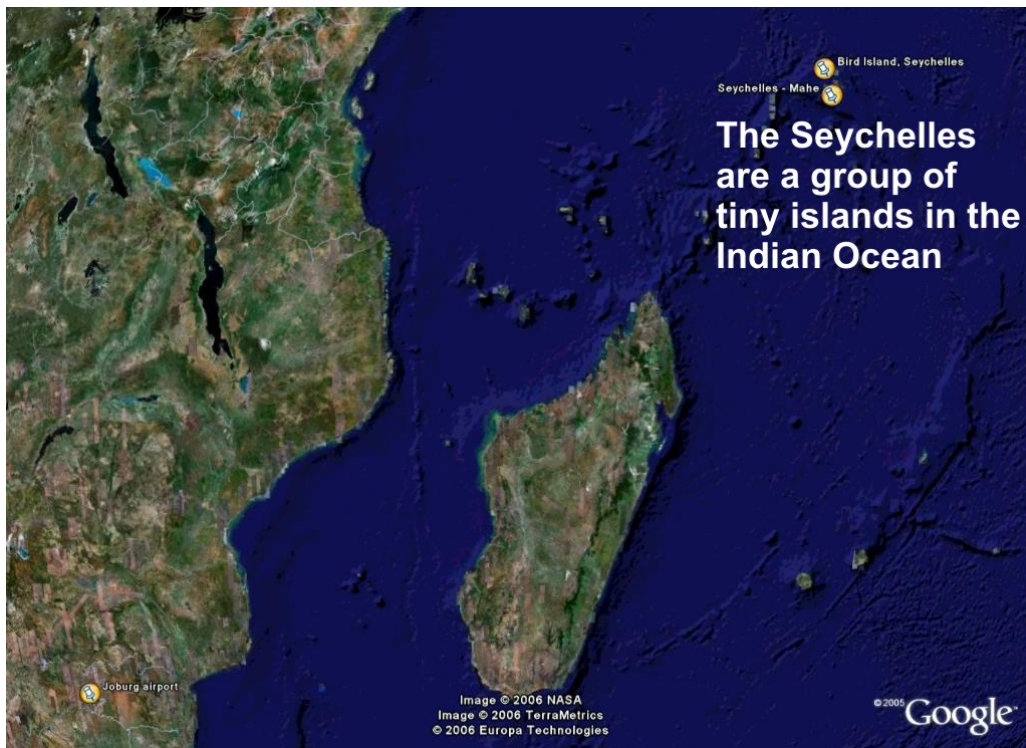 Bird Island, Seychelles
Seychelles - Mahe
The Seychelles
are a group of
tiny islands in the
Indian Ocean
Joburg airport
Image © 2006 NASA
Image © 2006 TerraMetrics
© 2006 Europa Technologies
©2005 Google™